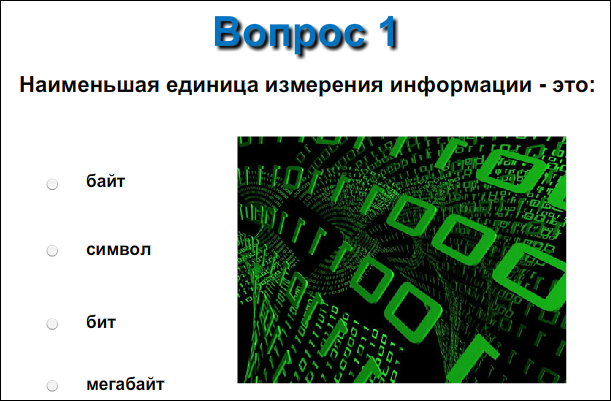 Вопрос 1
Наименьшая единица измерения информации - это:
байт
символ
бит
мегабайт